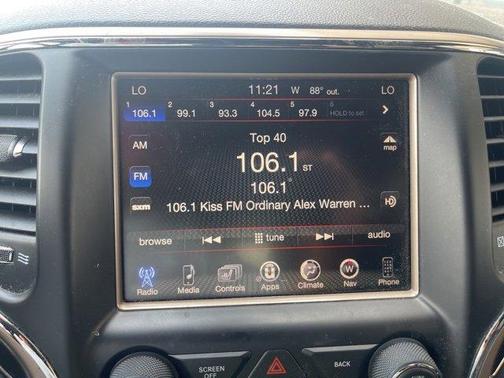 LO 11:21 W 88° out. LO
1 106.1 2 99.1 3 93.3 4 104.5 5 97.9 6 HOLD to set
AM
Top 40
map
FM
106.1 ST
106.1
sxm
106.1 Kiss FM Ordinary Alex Warren ...
HD
browse tune audio
Radio Media Controls Apps Climate Nav Phone
SCREEN OFF
BACK